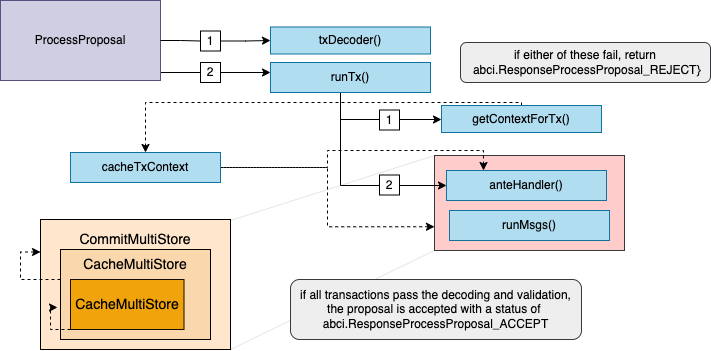 ProcessProposal
1
txDecoder()
2
runTx()
if either of these fail, return
abci.ResponseProcessProposal_REJECT}
1
getContextForTx()
cacheTxContext
2
anteHandler()
runMsgs()
CommitMultiStore
CacheMultiStore
CacheMultiStore
if all transactions pass the decoding and validation,
the proposal is accepted with a status of
abci.ResponseProcessProposal_ACCEPT